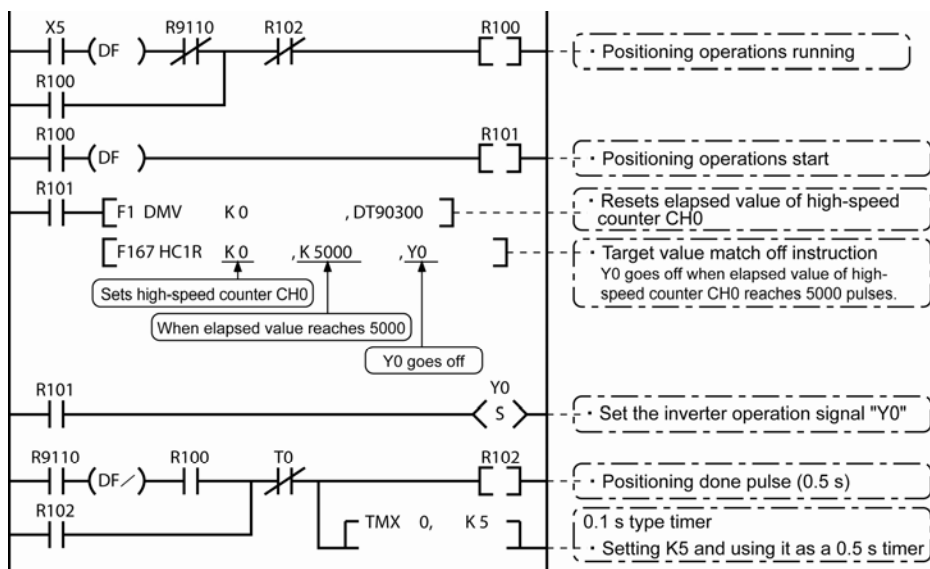 X5 R9110 R102 R100
( DF )
· Positioning operations running
R100
R100 R101
( DF )
· Positioning operations start
R101
F1 DMV K 0 , DT90300
· Resets elapsed value of high-speed
counter CH0
F167 HC1R K 0 , K 5000 , Y0
· Target value match off instruction
Y0 goes off when elapsed value of high-
speed counter CH0 reaches 5000 pulses.
Sets high-speed counter CH0
When elapsed value reaches 5000
Y0 goes off
R101 Y0
S
· Set the inverter operation signal "Y0"
R9110 R100 T0 R102
(DF/)
· Positioning done pulse (0.5 s)
R102
TMX 0, K 5
0.1 s type timer
· Setting K5 and using it as a 0.5 s timer